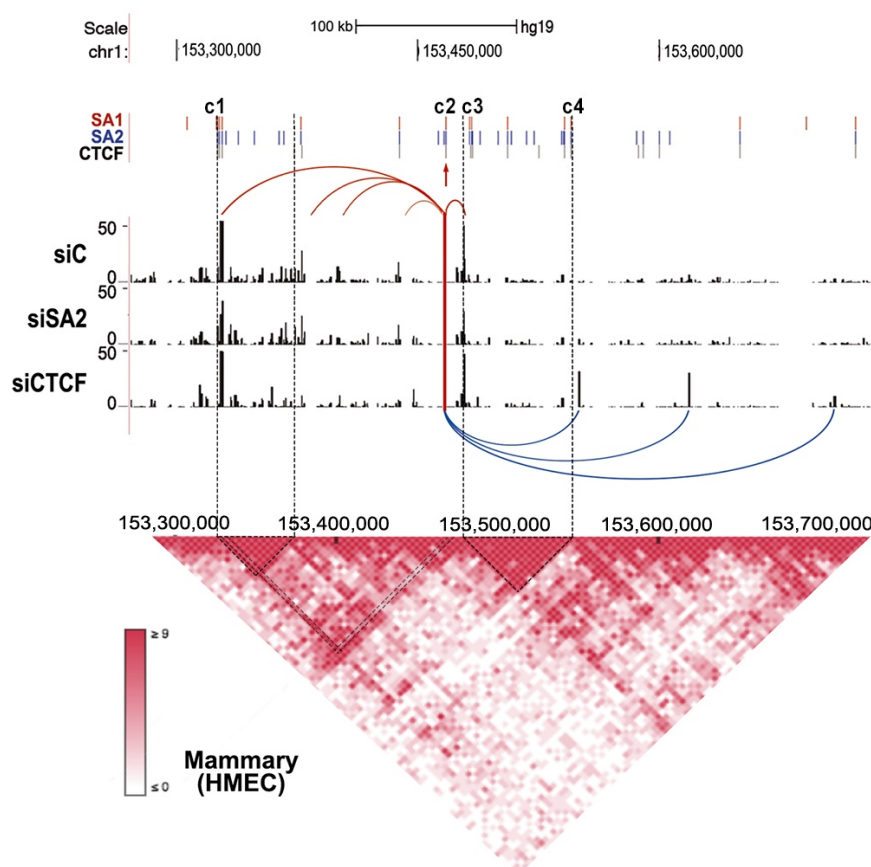 Scale 100 kb hg19
chr1: 153,300,000 153,450,000 153,600,000
c1 c2 c3 c4
SA1
SA2
CTCF
50
siC
0
50
siSA2
0
50
siCTCF
0
153,300,000 153,400,000 153,500,000 153,600,000 153,700,000
≥ 9
≤ 0
Mammary
(HMEC)